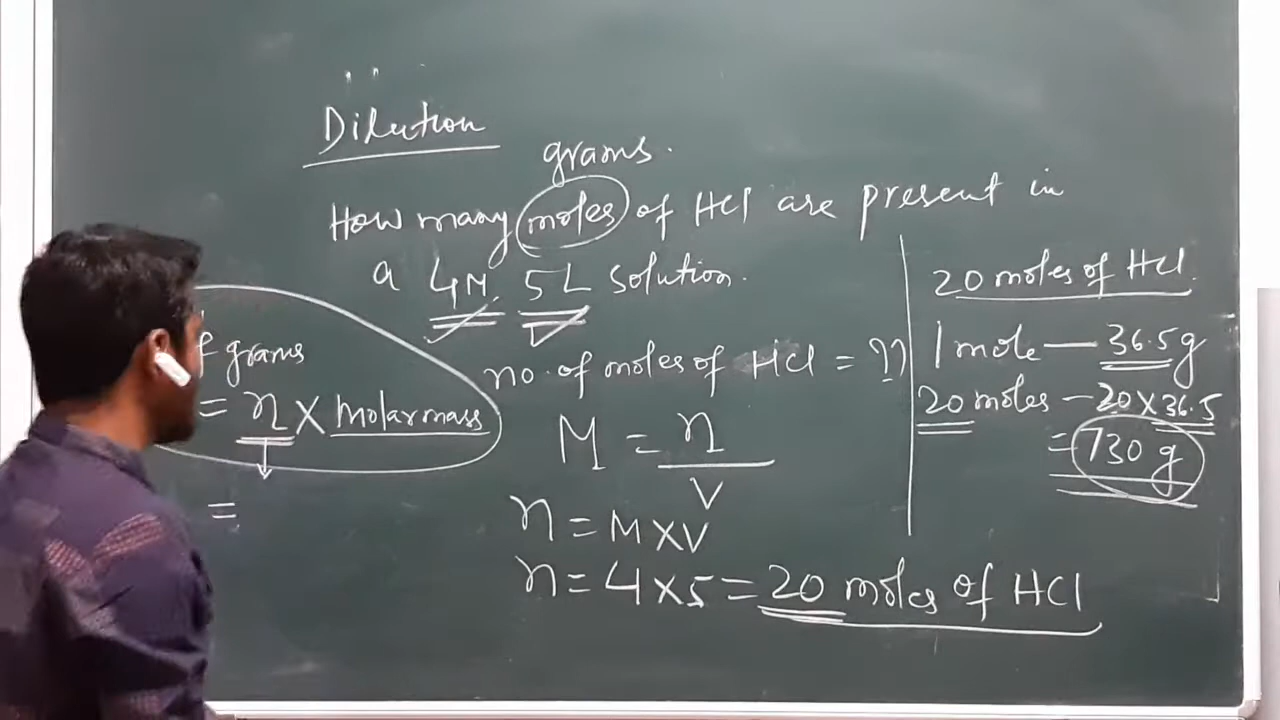 Dilution
grams.
How many moles of HCl are present in
a 4M, 5L solution.
grams
= n X Molarmass
=
no. of moles of HCl = ??
M = n
V
n = M X V
n = 4 X 5 = 20 moles of HCl
20 moles of HCl.
1 mole — 36.5g
20 moles — 20 X 36.5
= 730 g